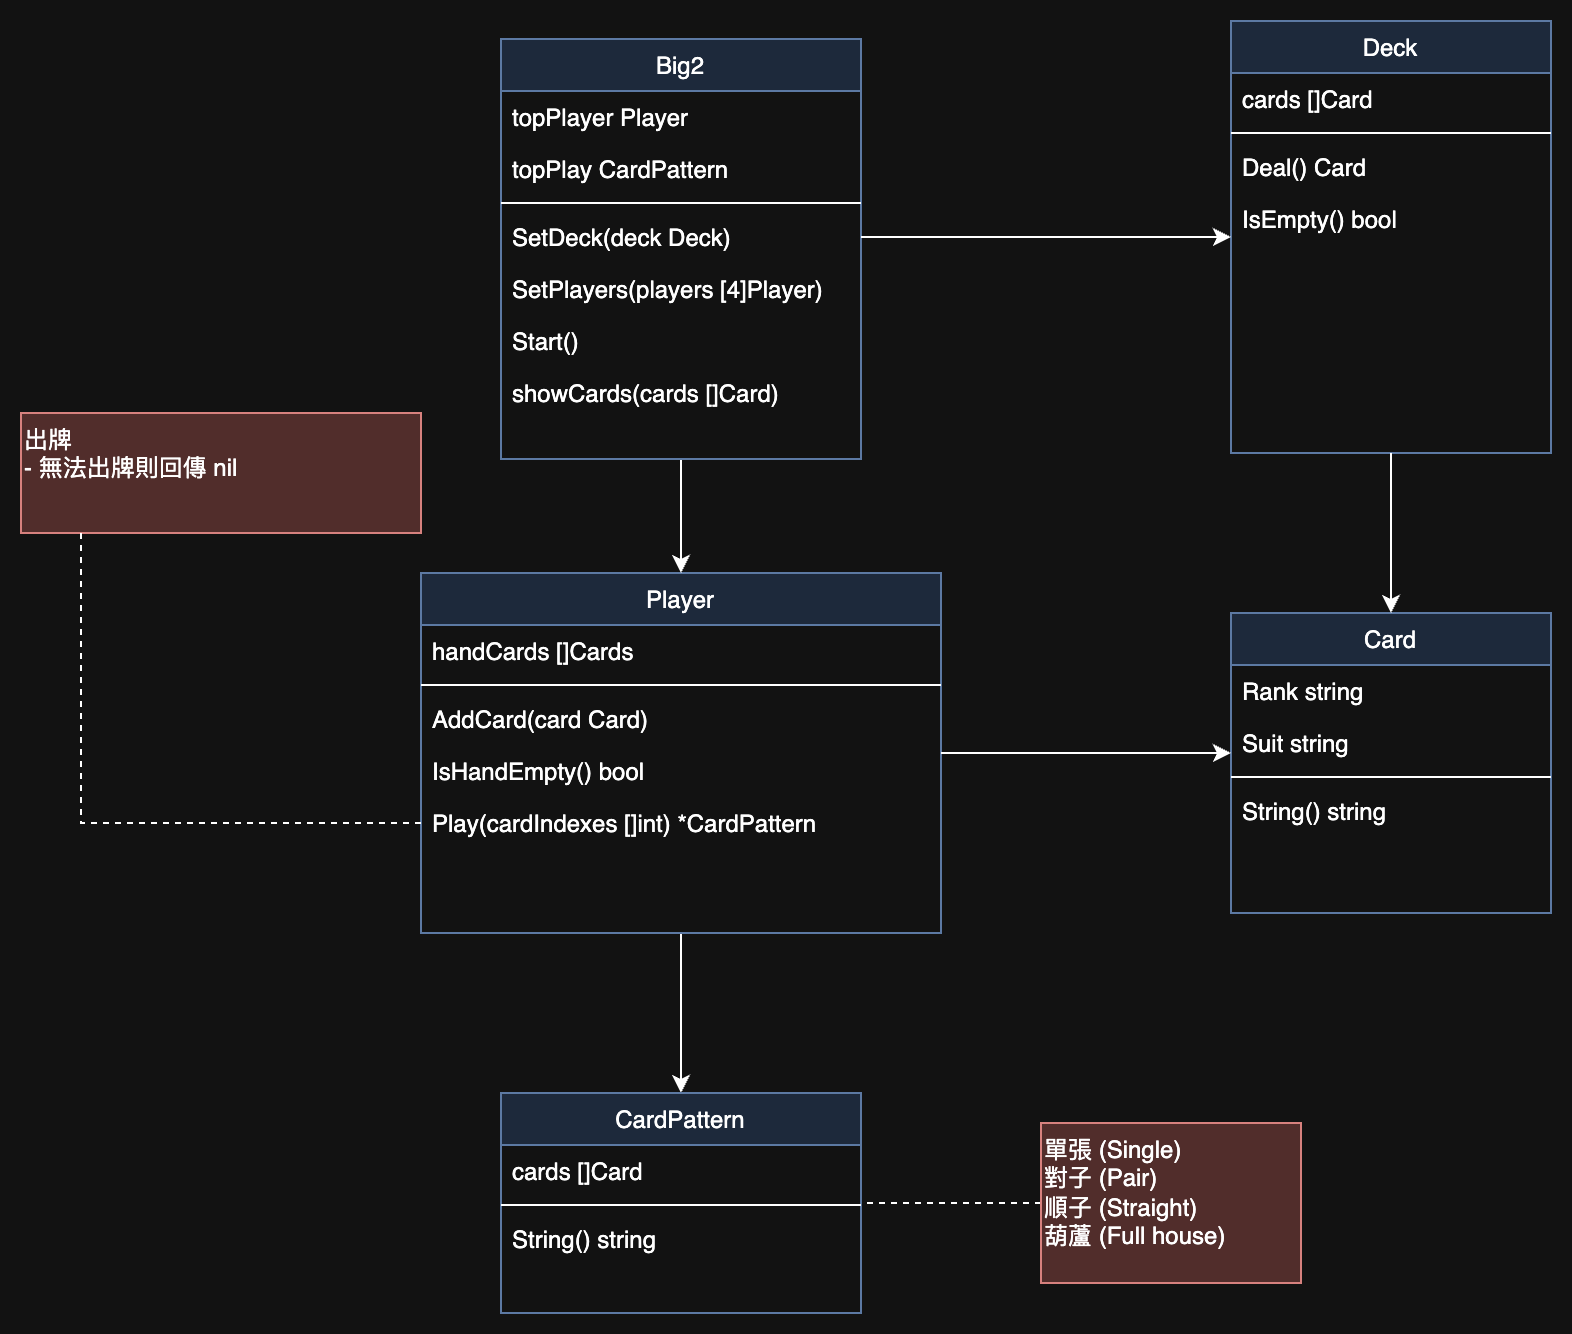 Big2
topPlayer Player
topPlay CardPattern
SetDeck(deck Deck)
SetPlayers(players [4]Player)
Start()
showCards(cards []Card)
Deck
cards []Card
Deal() Card
IsEmpty() bool
出牌
- 無法出牌則回傳 nil
Player
handCards []Cards
AddCard(card Card)
IsHandEmpty() bool
Play(cardIndexes []int) *CardPattern
Card
Rank string
Suit string
String() string
CardPattern
cards []Card
String() string
單張 (Single)
對子 (Pair)
順子 (Straight)
葫蘆 (Full house)